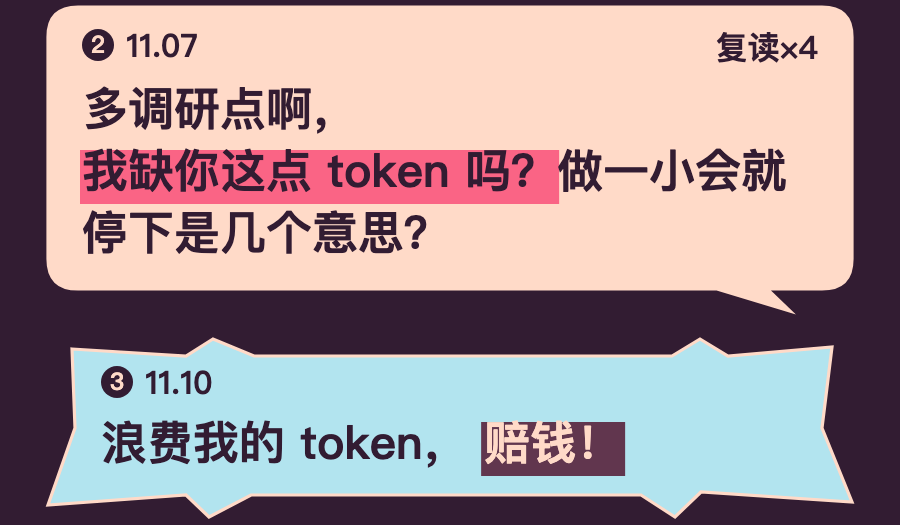 ❷ 11.07 复读×4
多调研点啊，
我缺你这点 token 吗？做一小会就
停下是几个意思？
❸ 11.10
浪费我的 token， 赔钱！